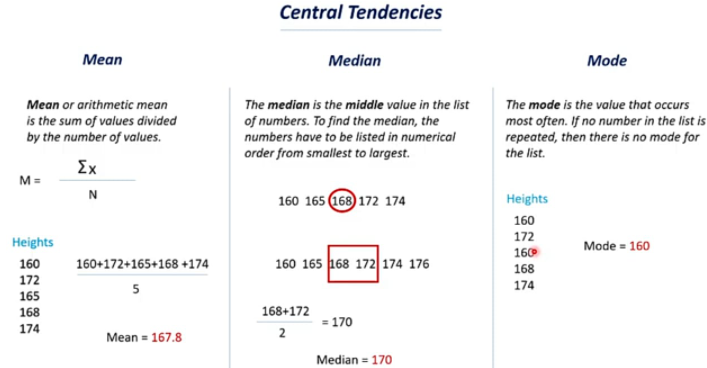 Central Tendencies
Mean
Mean or arithmetic mean
is the sum of values divided
by the number of values.
M =
Σx
N
Heights
160
172
165
168
174
160+172+165+168 +174
5
Mean = 167.8
Median
The median is the middle value in the list
of numbers. To find the median, the
numbers have to be listed in numerical
order from smallest to largest.
160 165 168 172 174
160 165 168 172 174 176
168+172
2
= 170
Median = 170
Mode
The mode is the value that occurs
most often. If no number in the list is
repeated, then there is no mode for
the list.
Heights
160
172
160
168
174
Mode = 160